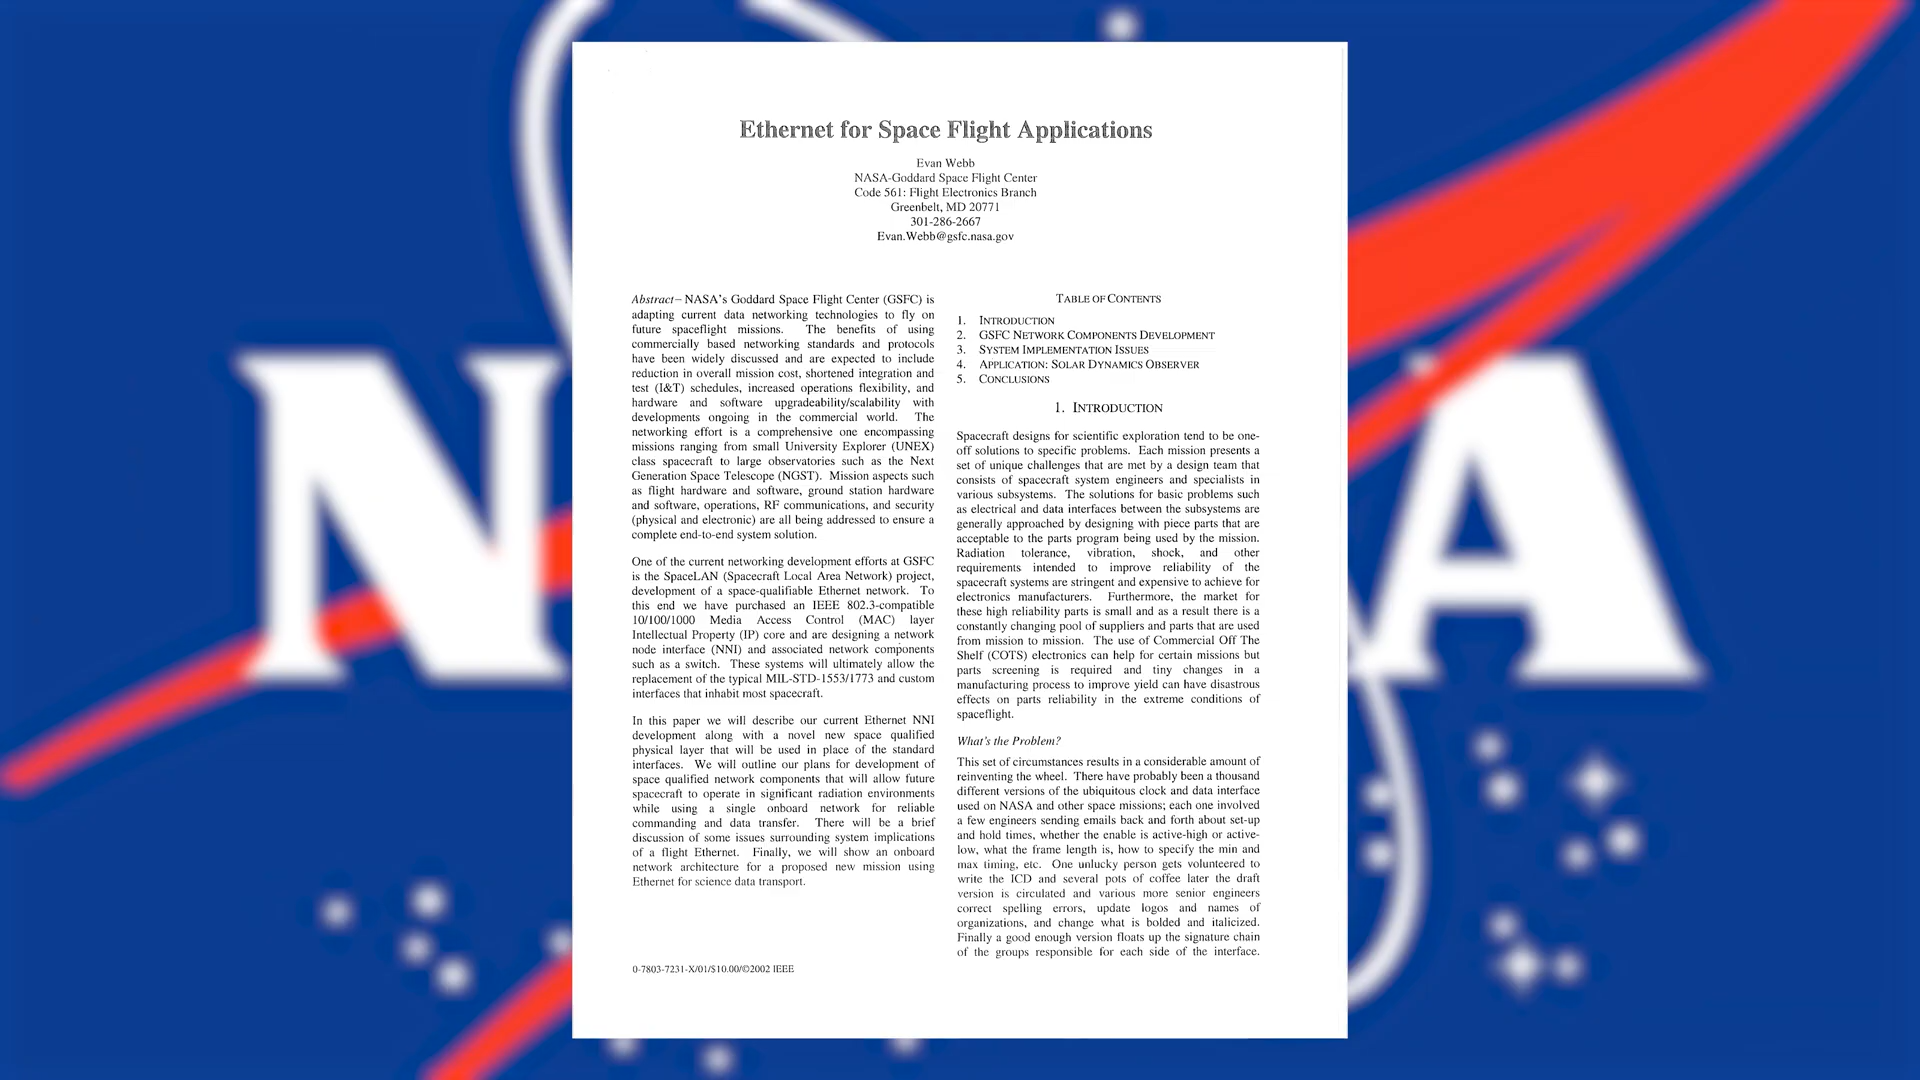 Ethernet for Space Flight Applications
Evan Webb
NASA-Goddard Space Flight Center
Code 561: Flight Electronics Branch
Greenbelt, MD 20771
301-286-2667
Evan.Webb@gsfc.nasa.gov
Abstract– NASA's Goddard Space Flight Center (GSFC) is
adapting current data networking technologies to fly on
future spaceflight missions. The benefits of using
commercially based networking standards and protocols
have been widely discussed and are expected to include
reduction in overall mission cost, shortened integration and
test (I&T) schedules, increased operations flexibility, and
hardware and software upgradeability/scalability with
developments ongoing in the commercial world. The
networking effort is a comprehensive one encompassing
missions ranging from small University Explorer (UNEX)
class spacecraft to large observatories such as the Next
Generation Space Telescope (NGST). Mission aspects such
as flight hardware and software, ground station hardware
and software, operations, RF communications, and security
(physical and electronic) are all being addressed to ensure a
complete end-to-end system solution.
One of the current networking development efforts at GSFC
is the SpaceLAN (Spacecraft Local Area Network) project,
development of a space-qualifiable Ethernet network. To
this end we have purchased an IEEE 802.3-compatible
10/100/1000 Media Access Control (MAC) layer
Intellectual Property (IP) core and are designing a network
node interface (NNI) and associated network components
such as a switch. These systems will ultimately allow the
replacement of the typical MIL-STD-1553/1773 and custom
interfaces that inhabit most spacecraft.
In this paper we will describe our current Ethernet NNI
development along with a novel new space qualified
physical layer that will be used in place of the standard
interfaces. We will outline our plans for development of
space qualified network components that will allow future
spacecraft to operate in significant radiation environments
while using a single onboard network for reliable
commanding and data transfer. There will be a brief
discussion of some issues surrounding system implications
of a flight Ethernet. Finally, we will show an onboard
network architecture for a proposed new mission using
Ethernet for science data transport.
0-7803-7231-X/01/$10.00/©2002 IEEE
TABLE OF CONTENTS
1. INTRODUCTION
2. GSFC NETWORK COMPONENTS DEVELOPMENT
3. SYSTEM IMPLEMENTATION ISSUES
4. APPLICATION: SOLAR DYNAMICS OBSERVER
5. CONCLUSIONS
1. INTRODUCTION
Spacecraft designs for scientific exploration tend to be one-
off solutions to specific problems. Each mission presents a
set of unique challenges that are met by a design team that
consists of spacecraft system engineers and specialists in
various subsystems. The solutions for basic problems such
as electrical and data interfaces between the subsystems are
generally approached by designing with piece parts that are
acceptable to the parts program being used by the mission.
Radiation tolerance, vibration, shock, and other
requirements intended to improve reliability of the
spacecraft systems are stringent and expensive to achieve for
electronics manufacturers. Furthermore, the market for
these high reliability parts is small and as a result there is a
constantly changing pool of suppliers and parts that are used
from mission to mission. The use of Commercial Off The
Shelf (COTS) electronics can help for certain missions but
parts screening is required and tiny changes in a
manufacturing process to improve yield can have disastrous
effects on parts reliability in the extreme conditions of
spaceflight.
What's the Problem?
This set of circumstances results in a considerable amount of
reinventing the wheel. There have probably been a thousand
different versions of the ubiquitous clock and data interface
used on NASA and other space missions; each one involved
a few engineers sending emails back and forth about set-up
and hold times, whether the enable is active-high or active-
low, what the frame length is, how to specify the min and
max timing, etc. One unlucky person gets volunteered to
write the ICD and several pots of coffee later the draft
version is circulated and various more senior engineers
correct spelling errors, update logos and names of
organizations, and change what is bolded and italicized.
Finally a good enough version floats up the signature chain
of the groups responsible for each side of the interface.
N A